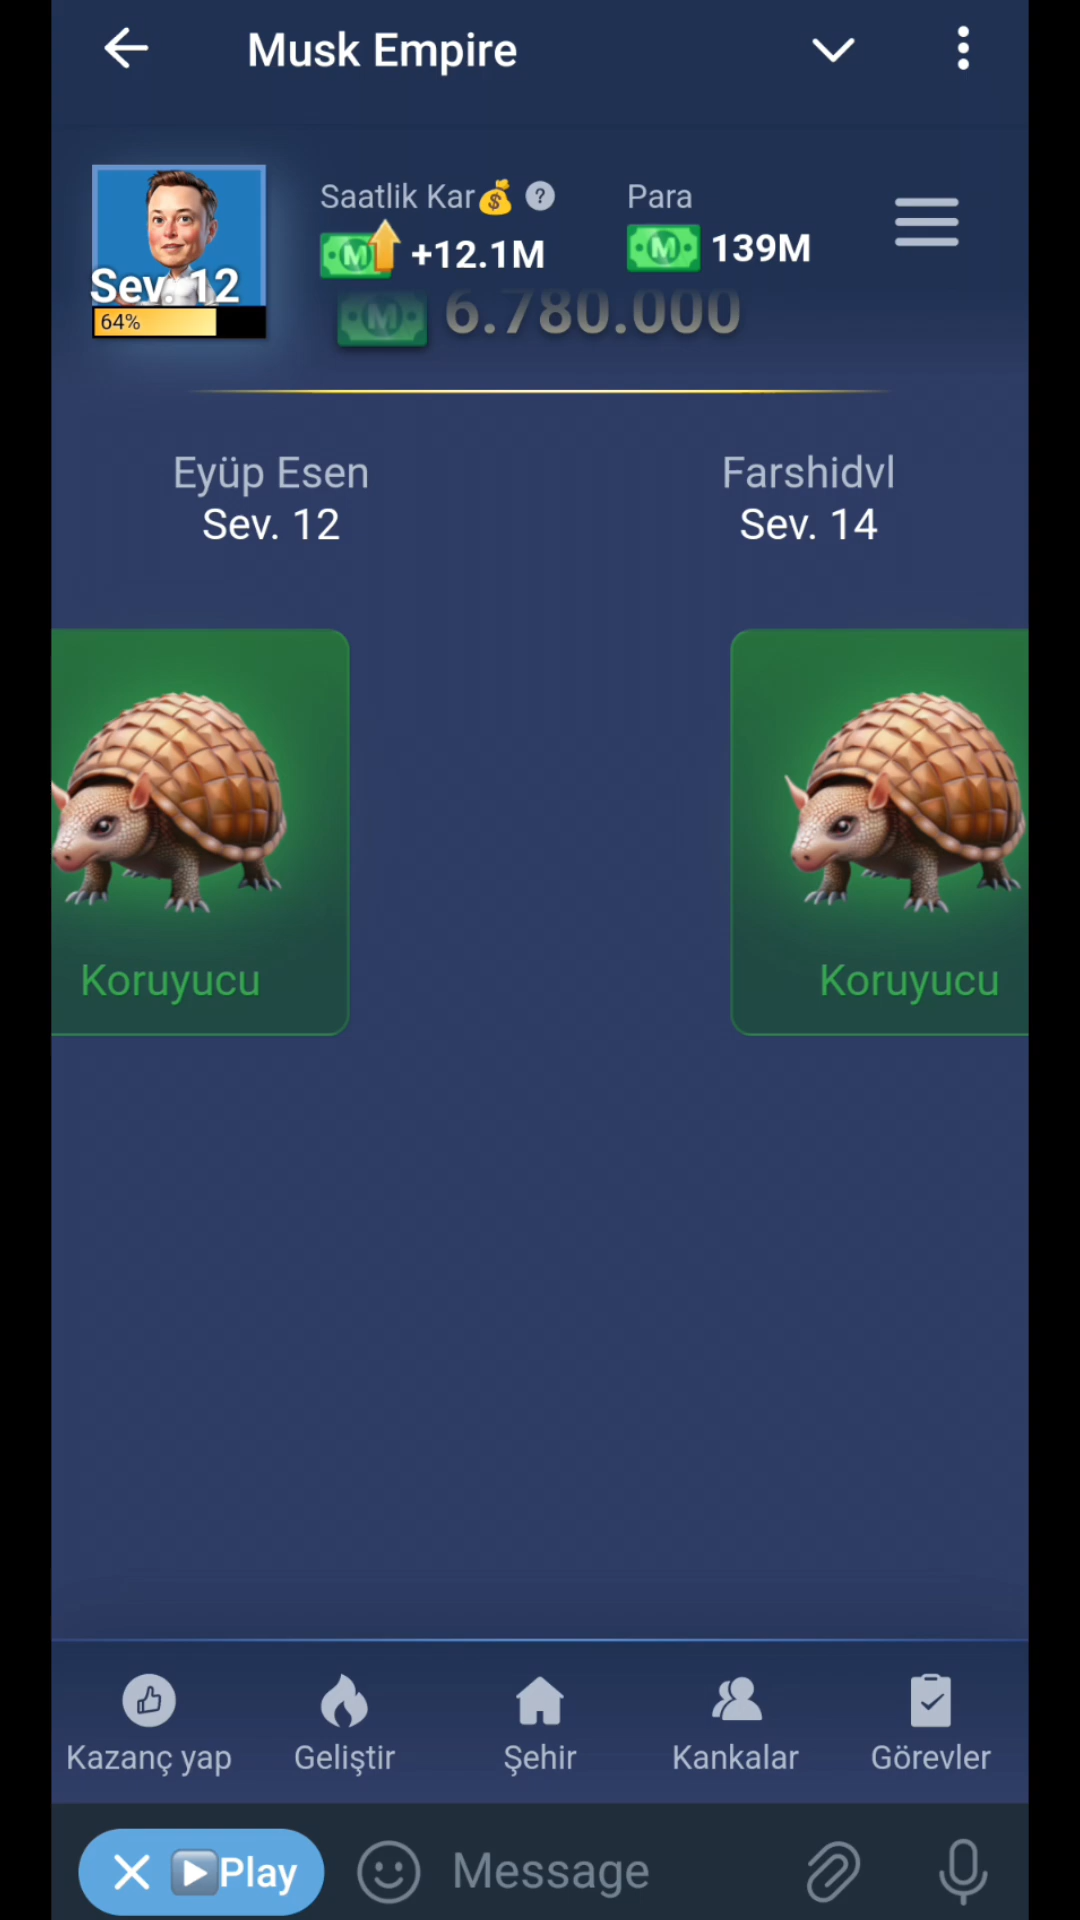 Musk Empire
Saatlik Kar ? Para
M +12.1M M 139M
Sev. 12
M 6.780.000
64%
Eyüp Esen Farshidvl
Sev. 12 Sev. 14
Koruyucu Koruyucu
Kazanç yap Geliştir Şehir Kankalar Görevler
Play Message